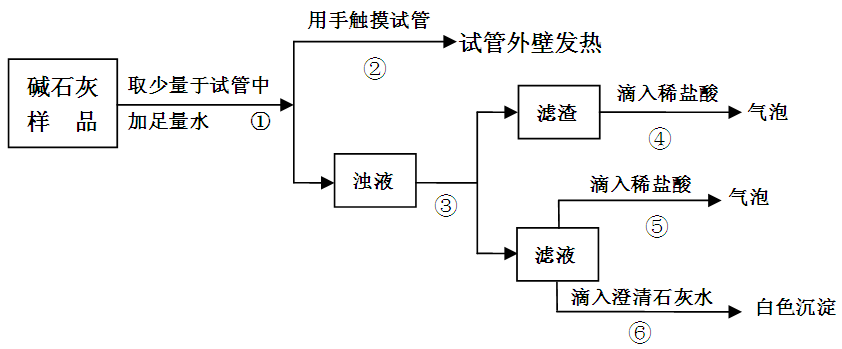 用手触摸试管
试管外壁发热
②
碱石灰
样 品
取少量于试管中
加足量水 ①
滤渣
滴入稀盐酸
气泡
④
浊液
③
滴入稀盐酸
气泡
⑤
滤液
滴入澄清石灰水
白色沉淀
⑥